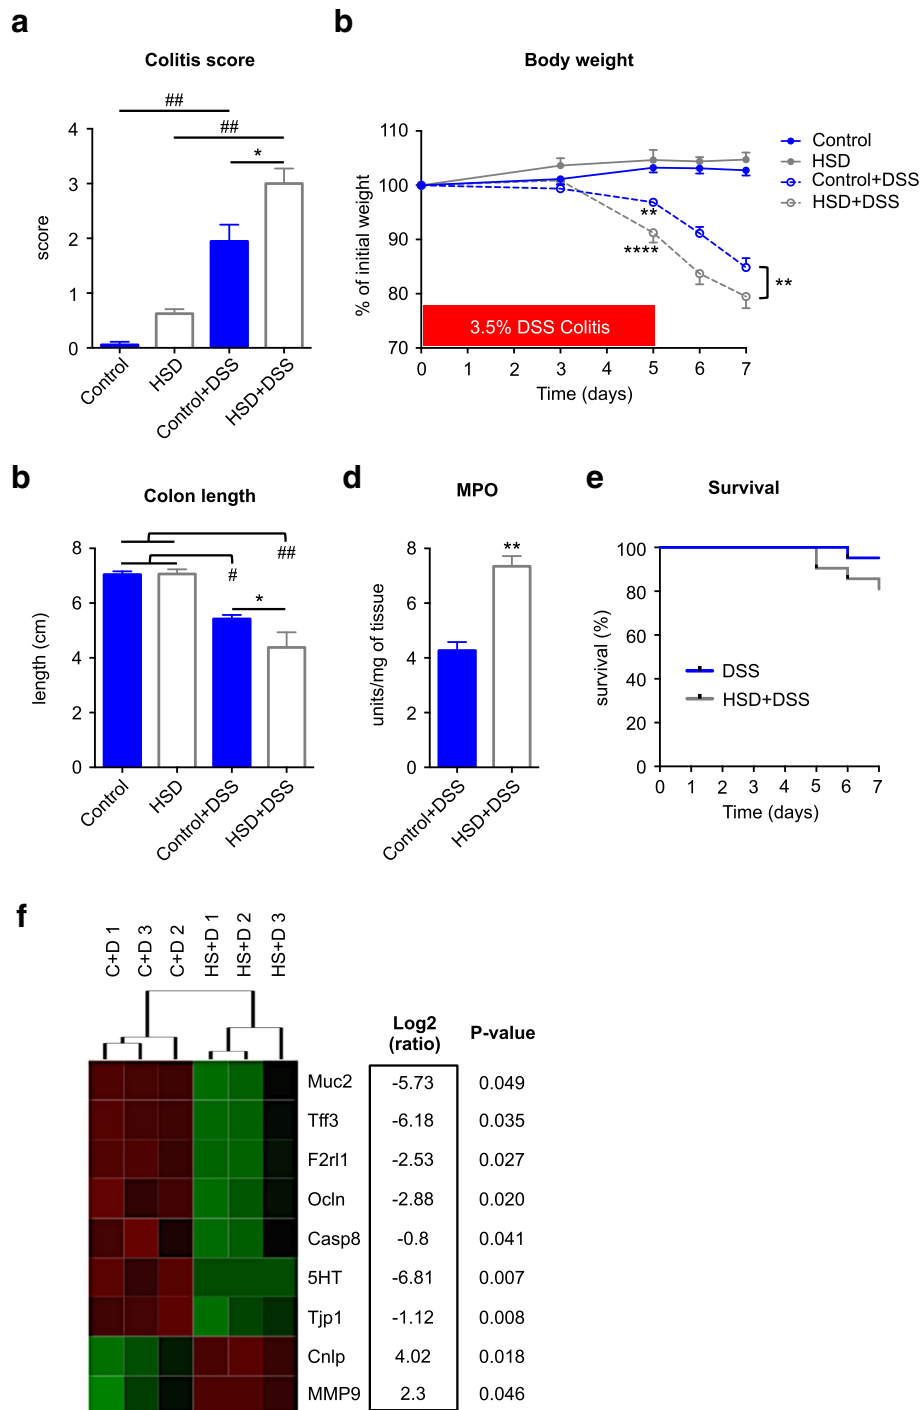 a
Colitis score
##
##
*
4
3
2
1
0
score
Control
HSD
Control+DSS
HSD+DSS
b
Body weight
110
100
90
80
70
% of initial weight
**
****
**
3.5% DSS Colitis
0 1 2 3 4 5 6 7
Time (days)
Control
HSD
Control+DSS
HSD+DSS
b
Colon length
##
#
*
8
6
4
2
0
length (cm)
Control
HSD
Control+DSS
HSD+DSS
d
MPO
**
8
6
4
2
0
units/mg of tissue
Control+DSS
HSD+DSS
e
Survival
100
80
60
40
20
0
survival (%)
DSS
HSD+DSS
0 1 2 3 4 5 6 7
Time (days)
f
C+D 1
C+D 3
C+D 2
HS+D 1
HS+D 2
HS+D 3
Log2
(ratio)
P-value
Muc2 -5.73 0.049
Tff3 -6.18 0.035
F2rl1 -2.53 0.027
Ocln -2.88 0.020
Casp8 -0.8 0.041
5HT -6.81 0.007
Tjp1 -1.12 0.008
Cnlp 4.02 0.018
MMP9 2.3 0.046